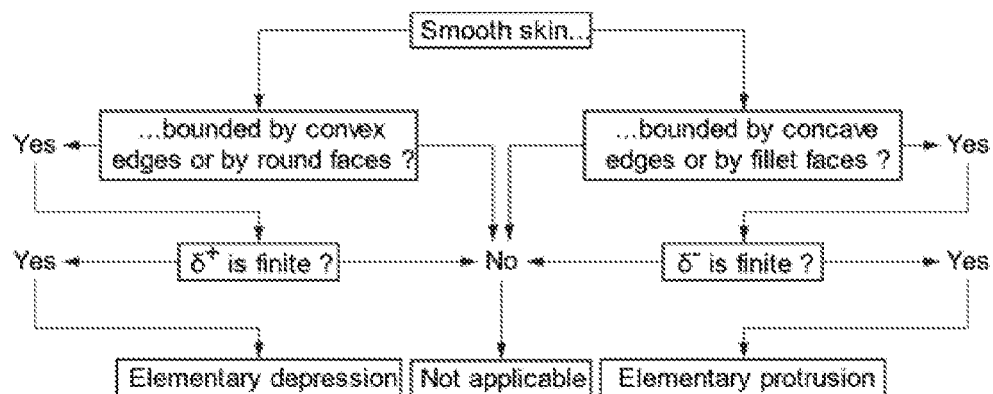 Smooth skin...
...bounded by convex
edges or by round faces ?
...bounded by concave
edges or by fillet faces ?
Yes
Yes
Yes
δ⁺ is finite ?
No
δ⁻ is finite ?
Yes
Elementary depression
Not applicable
Elementary protrusion